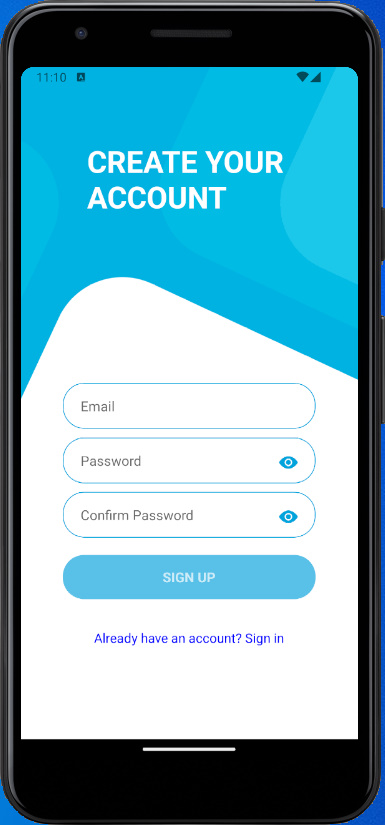 11:10
CREATE YOUR
ACCOUNT
Email
Password
Confirm Password
SIGN UP
Already have an account? Sign in